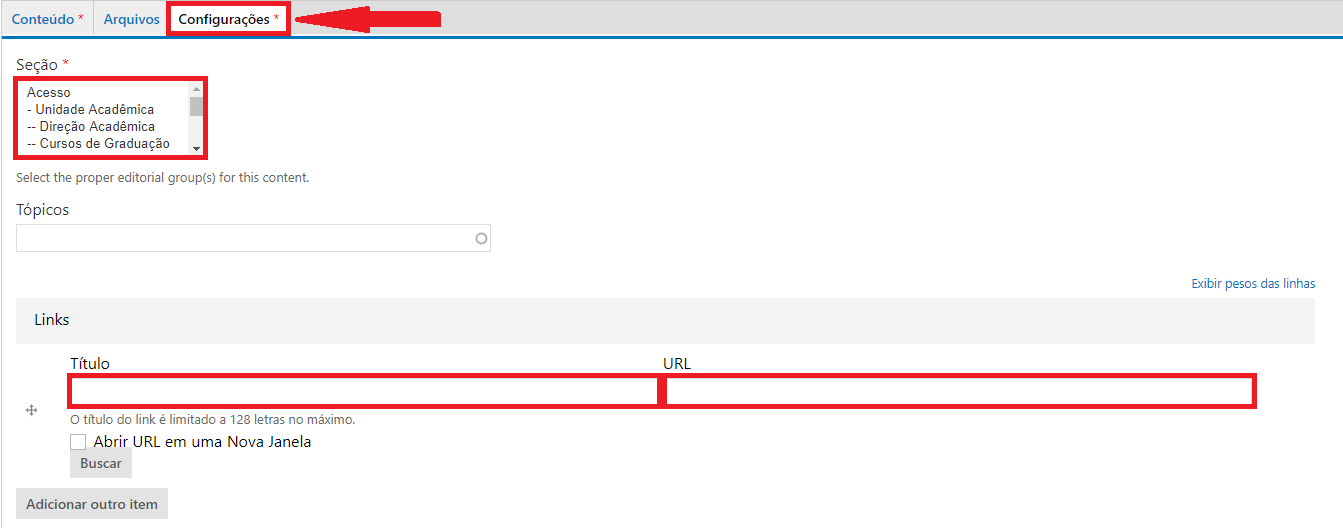 Conteúdo * Arquivos Configurações *
Seção *
Acesso
- Unidade Acadêmica
-- Direção Acadêmica
-- Cursos de Graduação
Select the proper editorial group(s) for this content.
Tópicos
Exibir pesos das linhas
Links
Título URL
O título do link é limitado a 128 letras no máximo.
Abrir URL em uma Nova Janela
Buscar
Adicionar outro item